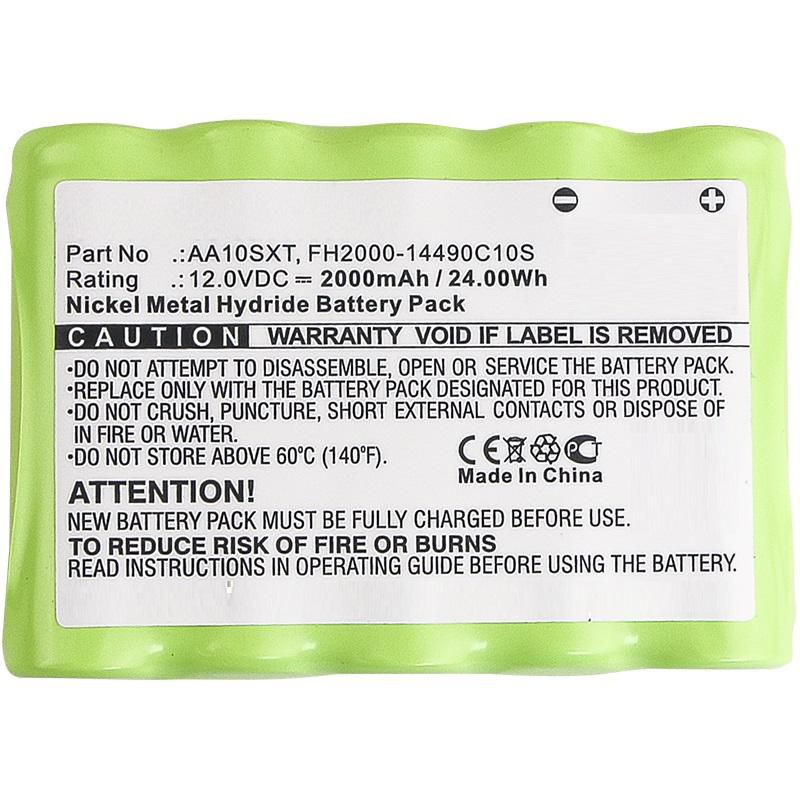 Part No .:AA10SXT, FH2000-14490C10S
Rating .:12.0VDC ⎓ 2000mAh / 24.00Wh
Nickel Metal Hydride Battery Pack
CAUTION WARRANTY VOID IF LABEL IS REMOVED
•DO NOT ATTEMPT TO DISASSEMBLE, OPEN OR SERVICE THE BATTERY PACK.
•REPLACE ONLY WITH THE BATTERY PACK DESIGNATED FOR THIS PRODUCT.
•DO NOT CRUSH, PUNCTURE, SHORT EXTERNAL CONTACTS OR DISPOSE OF
IN FIRE OR WATER.
•DO NOT STORE ABOVE 60ºC (140ºF).
CE PCT
Made In China
ATTENTION!
NEW BATTERY PACK MUST BE FULLY CHARGED BEFORE USE.
TO REDUCE RISK OF FIRE OR BURNS
READ INSTRUCTIONS IN OPERATING GUIDE BEFORE USING THE BATTERY.